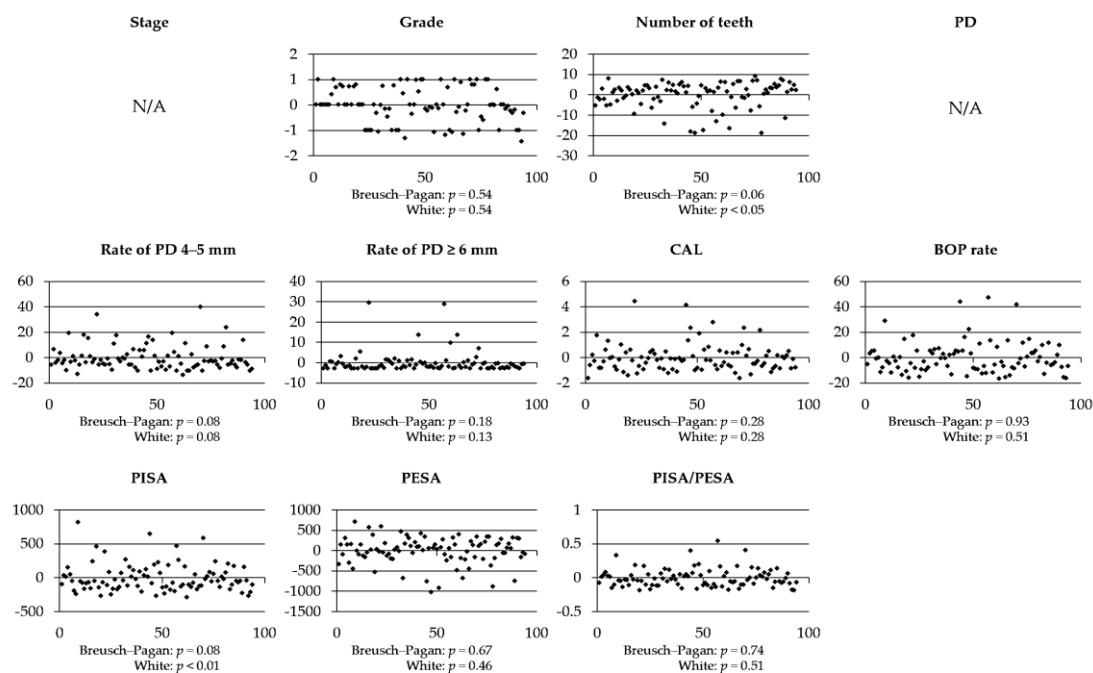 Stage
Grade
Number of teeth
PD
N/A
2
1
0
-1
-2
0 50 100
Breusch–Pagan: p = 0.54
White: p = 0.54
20
10
0
-10
-20
-30
0 50 100
Breusch–Pagan: p = 0.06
White: p < 0.05
N/A
Rate of PD 4–5 mm
Rate of PD ≥ 6 mm
CAL
BOP rate
60
40
20
0
-20
0 50 100
Breusch–Pagan: p = 0.08
White: p = 0.08
40
30
20
10
0
-10
0 50 100
Breusch–Pagan: p = 0.18
White: p = 0.13
6
4
2
0
-2
0 50 100
Breusch–Pagan: p = 0.28
White: p = 0.28
60
40
20
0
-20
0 50 100
Breusch–Pagan: p = 0.93
White: p = 0.51
PISA
PESA
PISA/PESA
1000
500
0
-500
0 50 100
Breusch–Pagan: p = 0.08
White: p < 0.01
1000
500
0
-500
-1000
-1500
0 50 100
Breusch–Pagan: p = 0.67
White: p = 0.46
1
0.5
0
-0.5
0 50 100
Breusch–Pagan: p = 0.74
White: p = 0.51